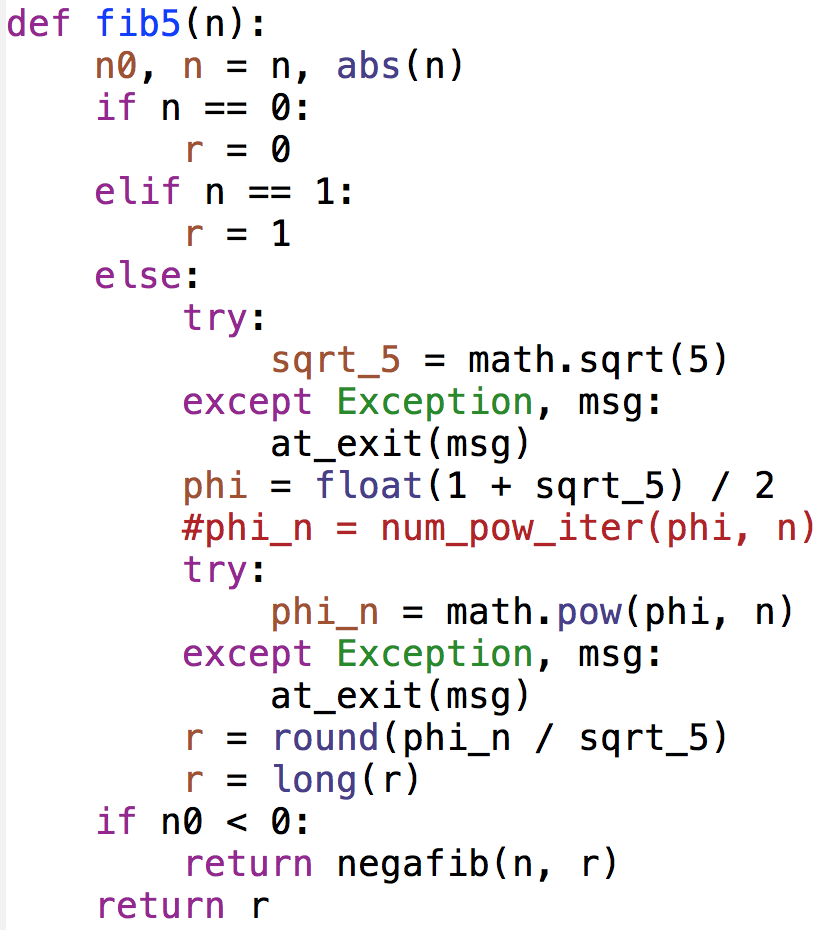 def fib5(n):
    n0, n = n, abs(n)
    if n == 0:
        r = 0
    elif n == 1:
        r = 1
    else:
        try:
            sqrt_5 = math.sqrt(5)
        except Exception, msg:
            at_exit(msg)
        phi = float(1 + sqrt_5) / 2
        #phi_n = num_pow_iter(phi, n)
        try:
            phi_n = math.pow(phi, n)
        except Exception, msg:
            at_exit(msg)
        r = round(phi_n / sqrt_5)
        r = long(r)
    if n0 < 0:
        return negafib(n, r)
    return r